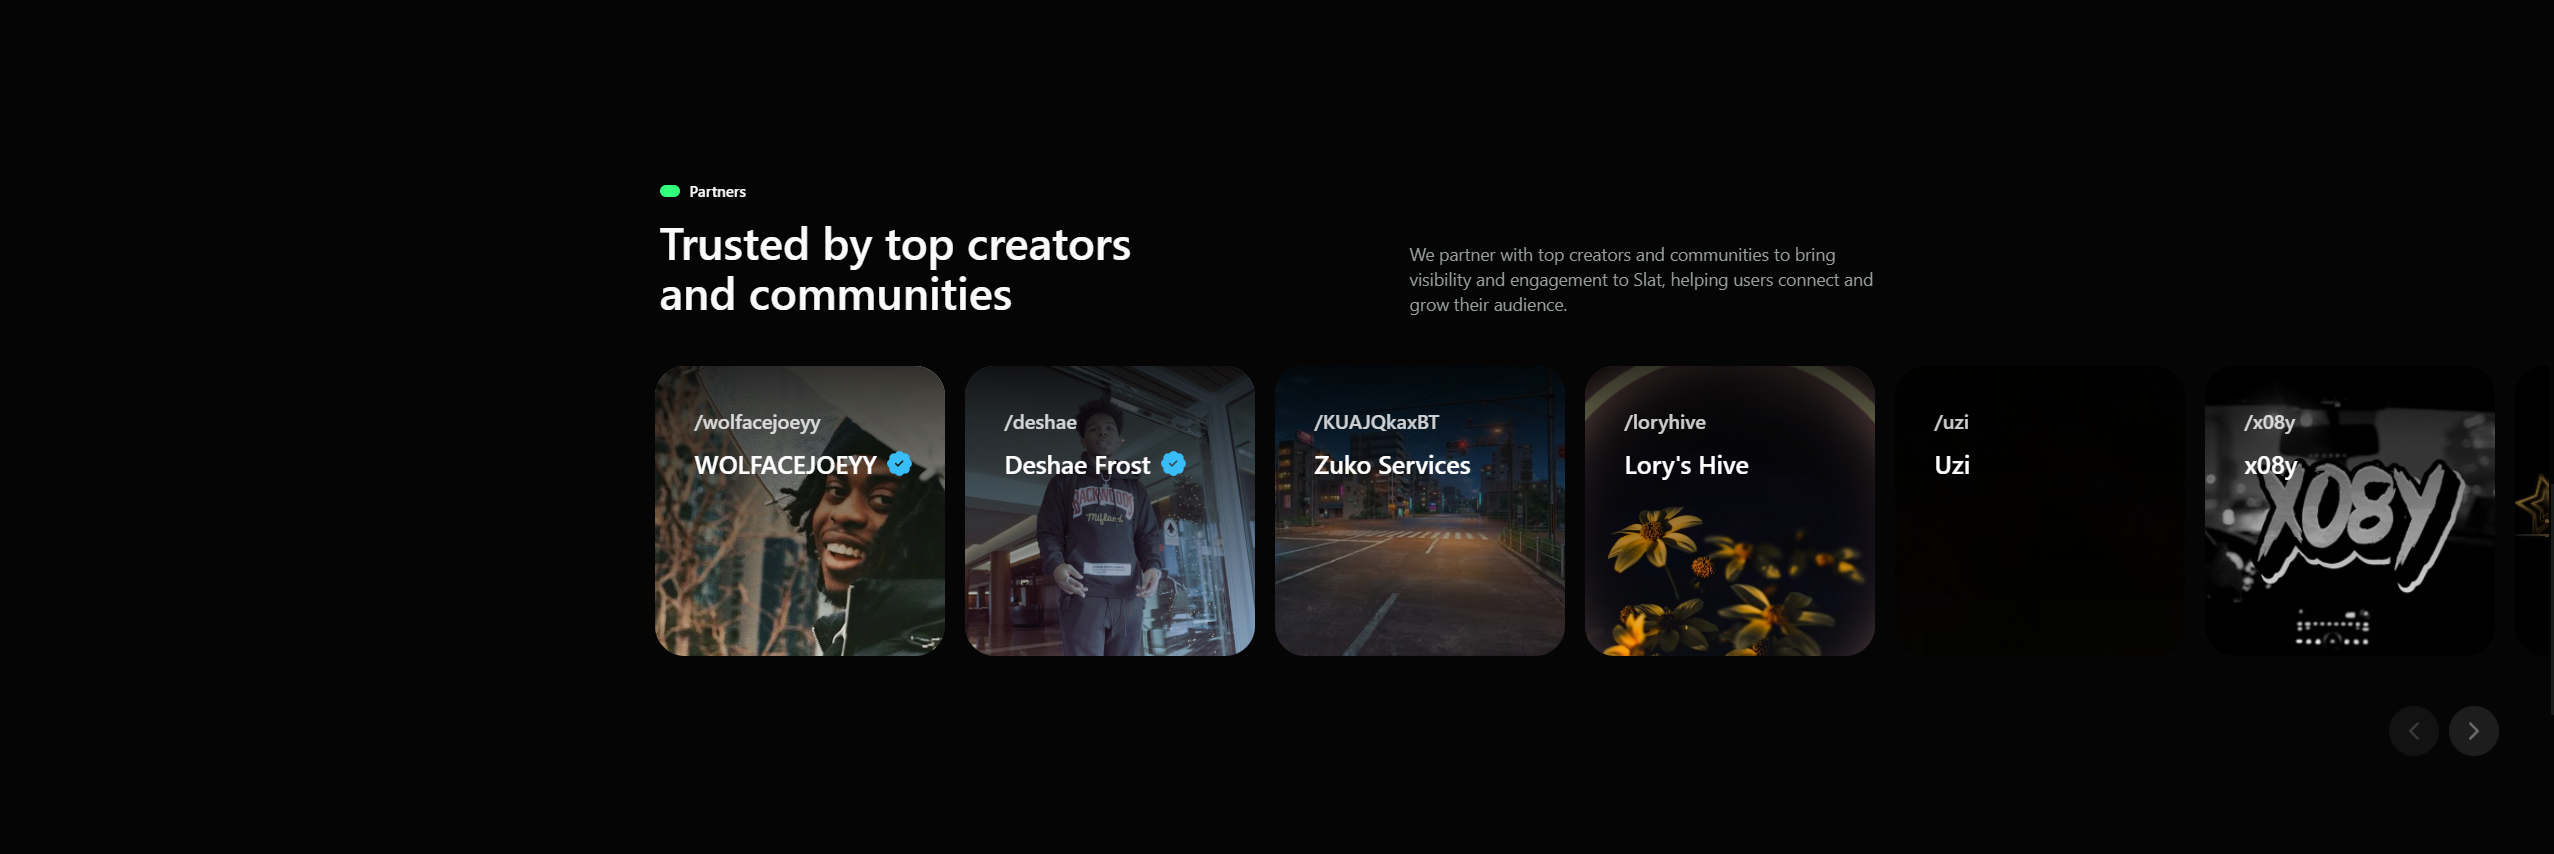 Partners
Trusted by top creators
and communities
We partner with top creators and communities to bring
visibility and engagement to Slat, helping users connect and
grow their audience.
/wolfacejoeyy
WOLFACEJOEYY
/deshae
Deshae Frost
BACKWOODS
/KUAJQkaxBT
Zuko Services
/loryhive
Lory's Hive
/uzi
Uzi
/x08y
x08y
X08Y